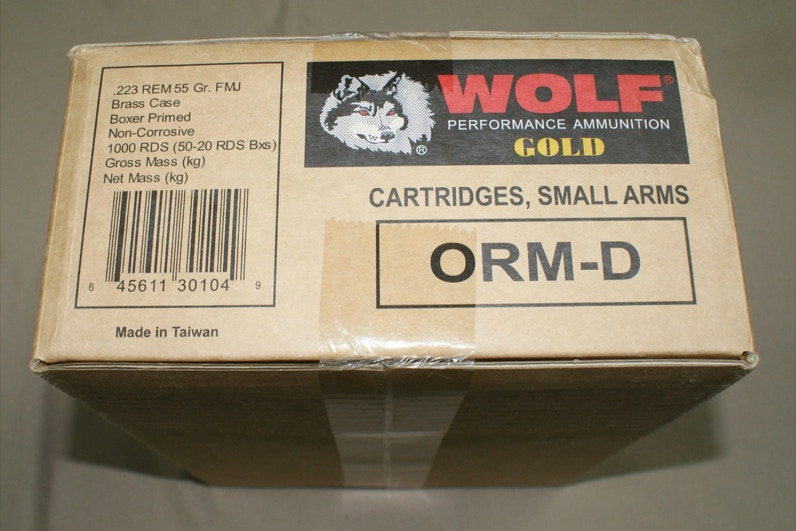 .223 REM 55 Gr. FMJ
Brass Case
Boxer Primed
Non-Corrosive
1000 RDS (50-20 RDS Bxs)
Gross Mass (kg)
Net Mass (kg)
6 45611 30104 9
Made in Taiwan
WOLF®
PERFORMANCE AMMUNITION
GOLD
®
CARTRIDGES, SMALL ARMS
ORM-D